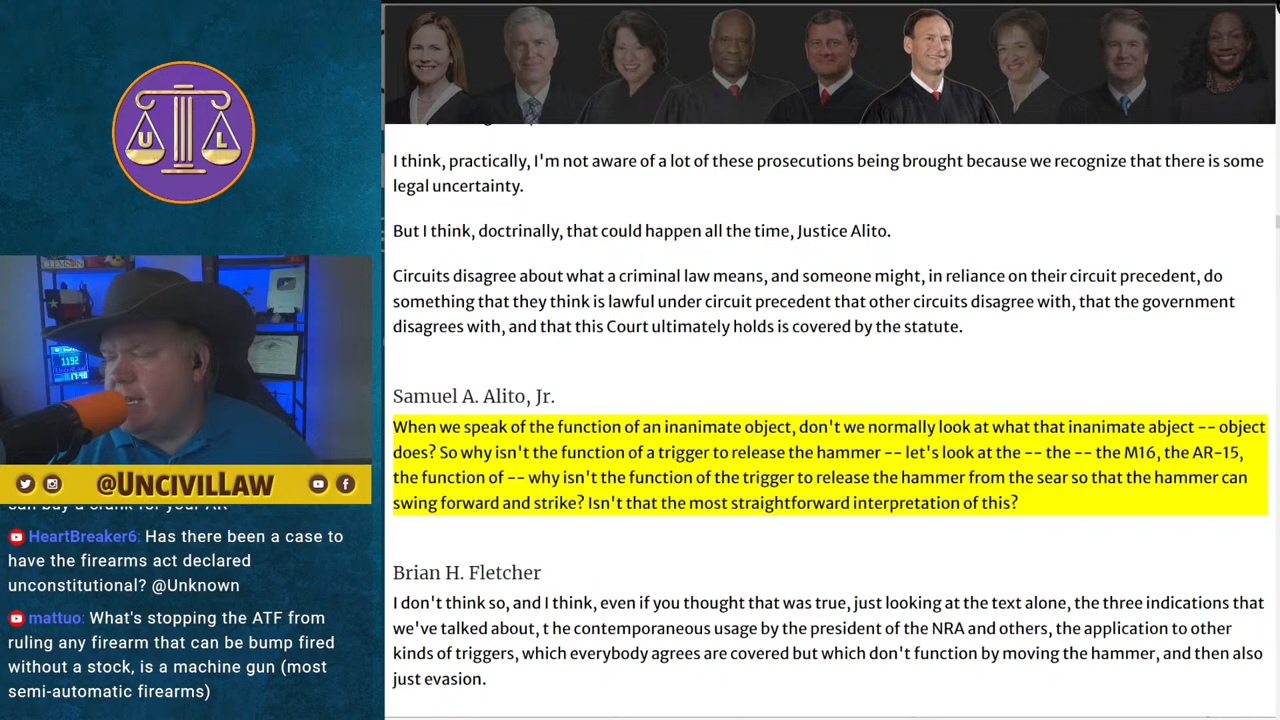 U L
1192
17:40
@UNCIVILLAW
can buy a crank for your AR
HeartBreaker6: Has there been a case to
have the firearms act declared
unconstitutional? @Unknown
mattuo: What's stopping the ATF from
ruling any firearm that can be bump fired
without a stock, is a machine gun (most
semi-automatic firearms)
I think, practically, I'm not aware of a lot of these prosecutions being brought because we recognize that there is some
legal uncertainty.
But I think, doctrinally, that could happen all the time, Justice Alito.
Circuits disagree about what a criminal law means, and someone might, in reliance on their circuit precedent, do
something that they think is lawful under circuit precedent that other circuits disagree with, that the government
disagrees with, and that this Court ultimately holds is covered by the statute.
Samuel A. Alito, Jr.
When we speak of the function of an inanimate object, don't we normally look at what that inanimate abject -- object
does? So why isn't the function of a trigger to release the hammer -- let's look at the -- the -- the M16, the AR-15,
the function of -- why isn't the function of the trigger to release the hammer from the sear so that the hammer can
swing forward and strike? Isn't that the most straightforward interpretation of this?
Brian H. Fletcher
I don't think so, and I think, even if you thought that was true, just looking at the text alone, the three indications that
we've talked about, t he contemporaneous usage by the president of the NRA and others, the application to other
kinds of triggers, which everybody agrees are covered but which don't function by moving the hammer, and then also
just evasion.